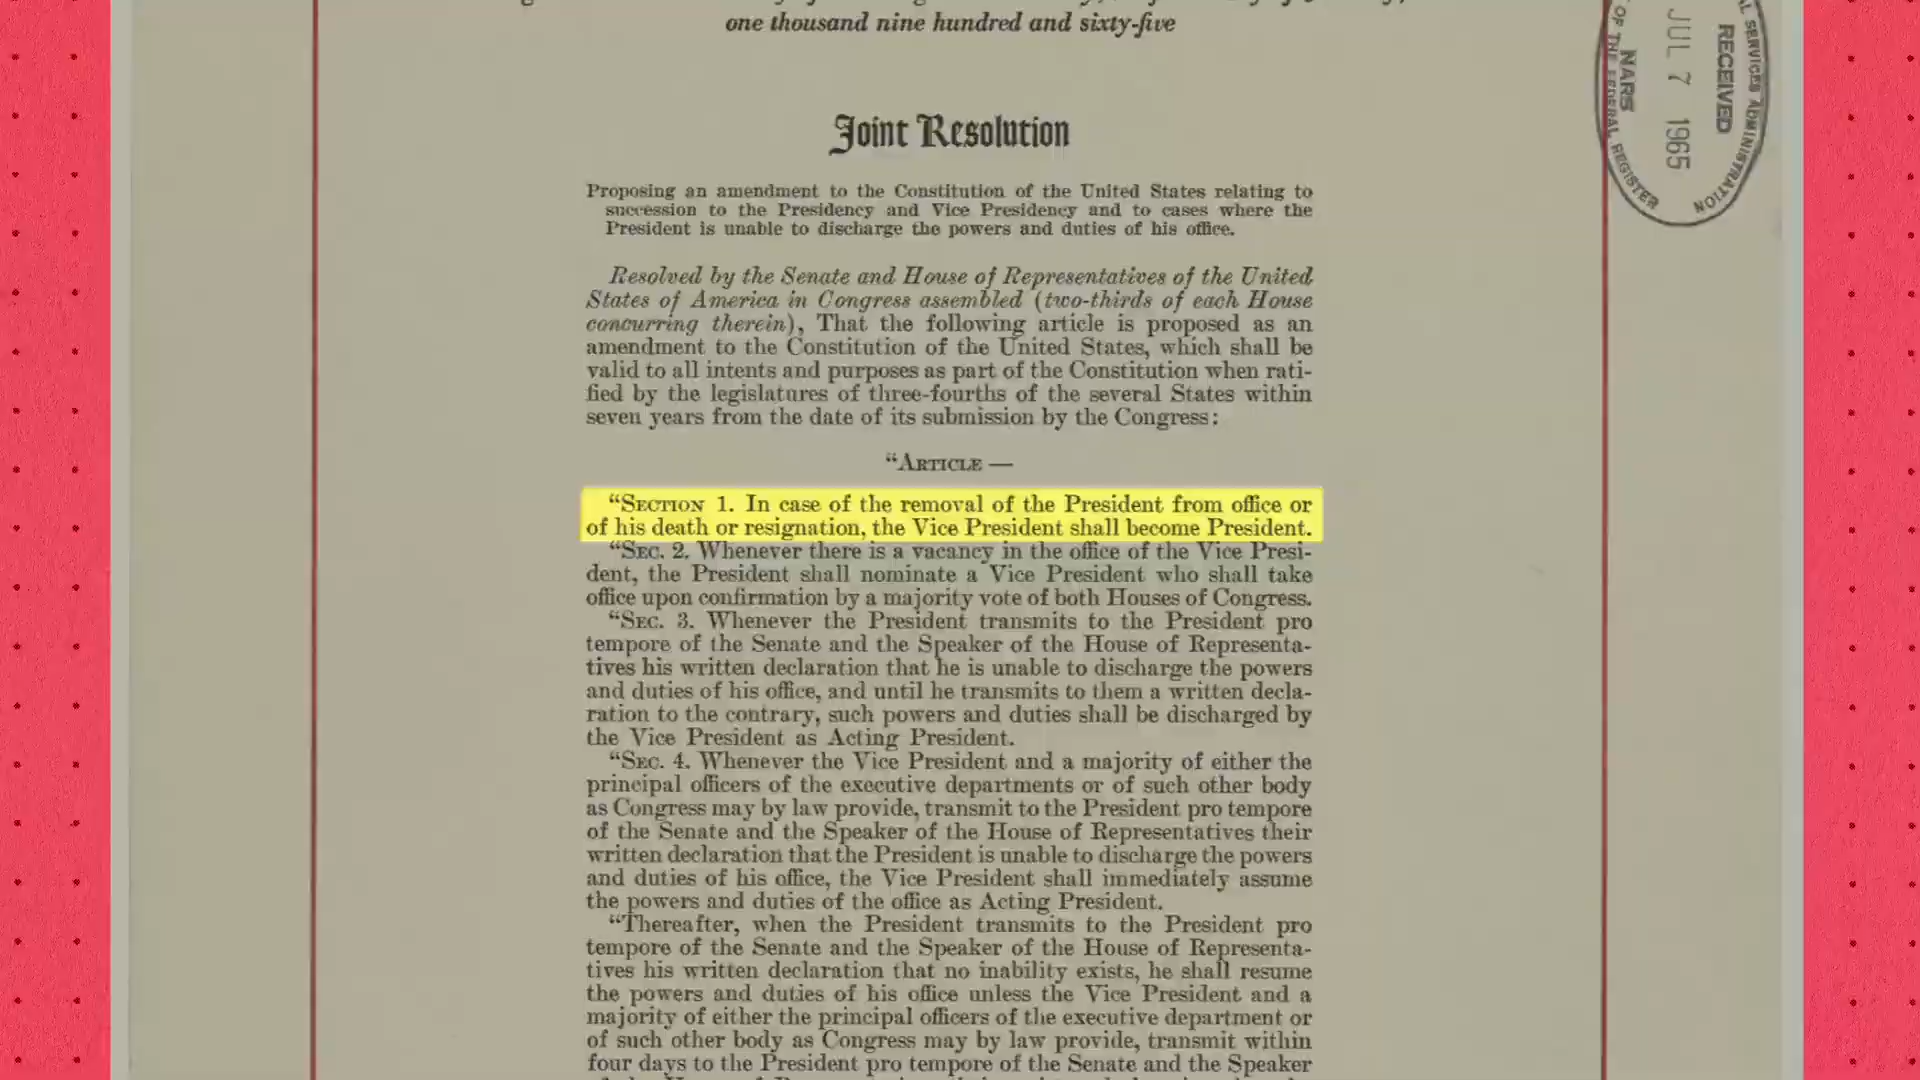 one thousand nine hundred and sixty-five
Joint Resolution
Proposing an amendment to the Constitution of the United States relating to
succession to the Presidency and Vice Presidency and to cases where the
President is unable to discharge the powers and duties of his office.
Resolved by the Senate and House of Representatives of the United
States of America in Congress assembled (two-thirds of each House
concurring therein), That the following article is proposed as an
amendment to the Constitution of the United States, which shall be
valid to all intents and purposes as part of the Constitution when rati-
fied by the legislatures of three-fourths of the several States within
seven years from the date of its submission by the Congress:
“ARTICLE —
“SECTION 1. In case of the removal of the President from office or
of his death or resignation, the Vice President shall become President.
“SEC. 2. Whenever there is a vacancy in the office of the Vice Presi-
dent, the President shall nominate a Vice President who shall take
office upon confirmation by a majority vote of both Houses of Congress.
“SEC. 3. Whenever the President transmits to the President pro
tempore of the Senate and the Speaker of the House of Representa-
tives his written declaration that he is unable to discharge the powers
and duties of his office, and until he transmits to them a written decla-
ration to the contrary, such powers and duties shall be discharged by
the Vice President as Acting President.
“SEC. 4. Whenever the Vice President and a majority of either the
principal officers of the executive departments or of such other body
as Congress may by law provide, transmit to the President pro tempore
of the Senate and the Speaker of the House of Representatives their
written declaration that the President is unable to discharge the powers
and duties of his office, the Vice President shall immediately assume
the powers and duties of the office as Acting President.
“Thereafter, when the President transmits to the President pro
tempore of the Senate and the Speaker of the House of Representa-
tives his written declaration that no inability exists, he shall resume
the powers and duties of his office unless the Vice President and a
majority of either the principal officers of the executive department or
of such other body as Congress may by law provide, transmit within
four days to the President pro tempore of the Senate and the Speaker
SERVICES ADMINISTRATION
RECEIVED
JUL 7 1965
NARS
OF THE FEDERAL REGISTER